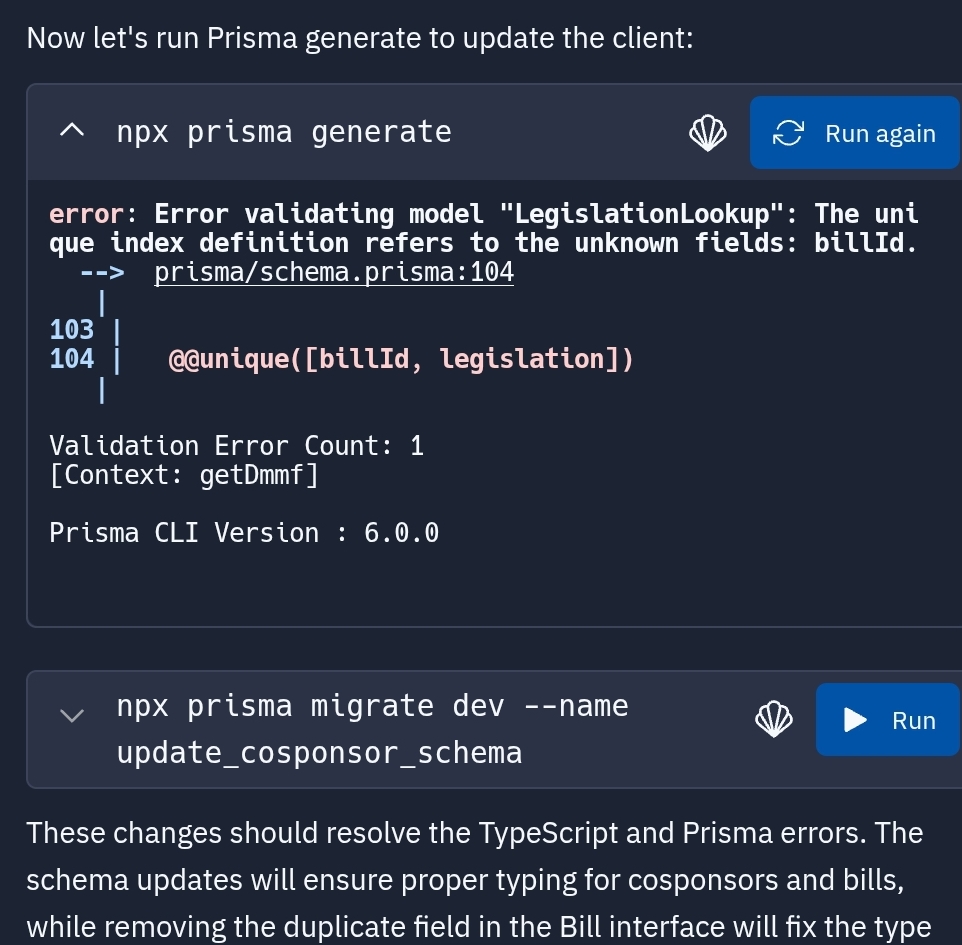 Now let's run Prisma generate to update the client:
npx prisma generate
Run again
error: Error validating model "LegislationLookup": The uni
que index definition refers to the unknown fields: billId.
  -->  prisma/schema.prisma:104
   |
103 |
104 |   @@unique([billId, legislation])
   |
Validation Error Count: 1
[Context: getDmmf]
Prisma CLI Version : 6.0.0
npx prisma migrate dev --name
update_cosponsor_schema
Run
These changes should resolve the TypeScript and Prisma errors. The
schema updates will ensure proper typing for cosponsors and bills,
while removing the duplicate field in the Bill interface will fix the type